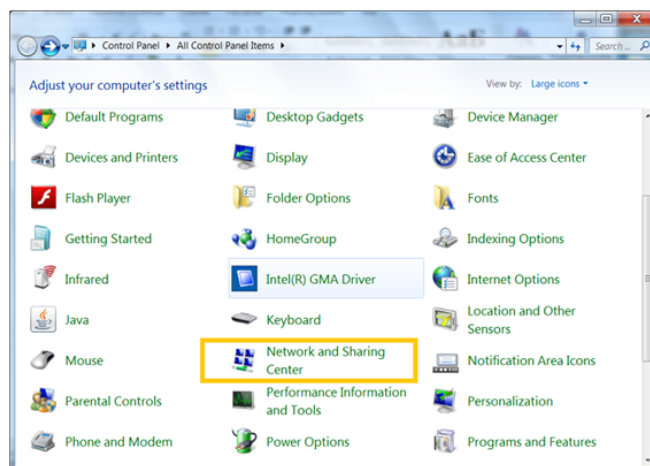 Control Panel ▸ All Control Panel Items ▸
Search ...
Adjust your computer's settings
View by: Large icons
Default Programs
Desktop Gadgets
Device Manager
Devices and Printers
Display
Ease of Access Center
Flash Player
Folder Options
Fonts
Getting Started
HomeGroup
Indexing Options
Infrared
Intel(R) GMA Driver
Internet Options
Java
Keyboard
Location and Other
Sensors
Mouse
Network and Sharing
Center
Notification Area Icons
Parental Controls
Performance Information
and Tools
Personalization
Phone and Modem
Power Options
Programs and Features